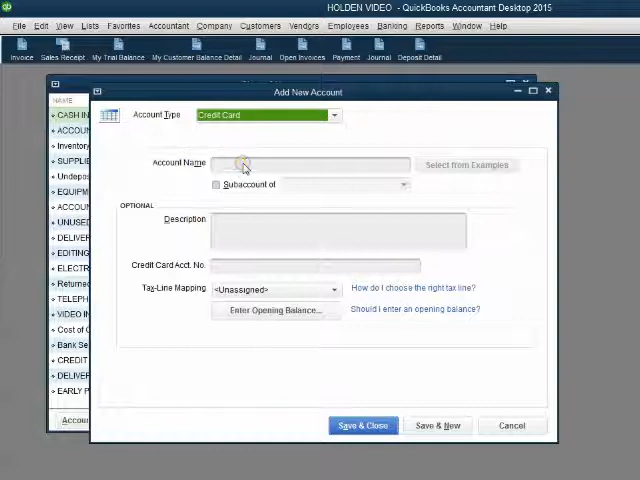 HOLDEN VIDEO - QuickBooks Accountant Desktop 2015
File Edit View Lists Favorites Accountant Company Customers Vendors Employees Banking Reports Window Help
Invoice Sales Receipt My Trial Balance My Customer Balance Detail Journal Open Invoices Payment Journal Deposit Detail
Add New Account
NAME
CASH IN
ACCOUN
Inventory
SUPPLIE
Undepos
EQUIPM
ACCOUN
UNUSED
DELIVER
EDITING
ELECTR
Returned
TELEPH
VIDEO IN
Cost of C
Bank Se
CREDIT
DELIVER
EARLY P
Accou
Account Type Credit Card
Account Name Select from Examples
Subaccount of
OPTIONAL
Description
Credit Card Acct. No.
Tax-Line Mapping <Unassigned> How do I choose the right tax line?
Enter Opening Balance... Should I enter an opening balance?
Save & Close Save & New Cancel